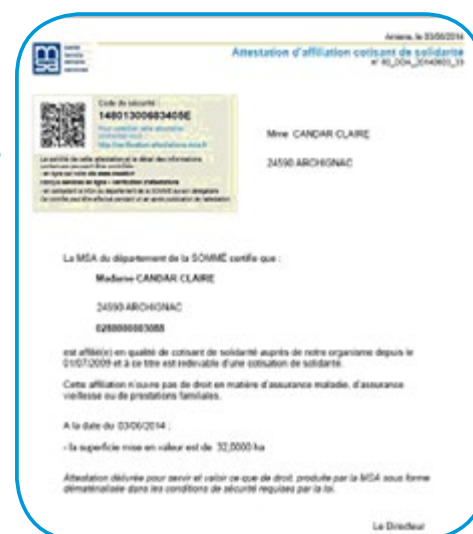 Amiens, le 03/06/2014
Attestation d'affiliation cotisant de solidarité
msa
santé
famille
retraite
services
Code de sécurité :
14801300683405E
Mme CANDAR CLAIRE
24590 ARCHIGNAC
La MSA du département de la SOMME certifie que :
Madame CANDAR CLAIRE
24590 ARCHIGNAC
est affilié(e) en qualité de cotisant de solidarité auprès de notre organisme depuis le
01/07/2009 et à ce titre est redevable d'une cotisation de solidarité.
Cette affiliation n'ouvre pas de droit en matière d'assurance maladie, d'assurance
vieillesse ou de prestations familiales.
A la date du 03/06/2014 :
- la superficie mise en valeur est de 32,0000 ha
Attestation délivrée pour servir et valoir ce que de droit, produite par la MSA sous forme
dématérialisée dans les conditions de sécurité requises par la loi.
Le Directeur